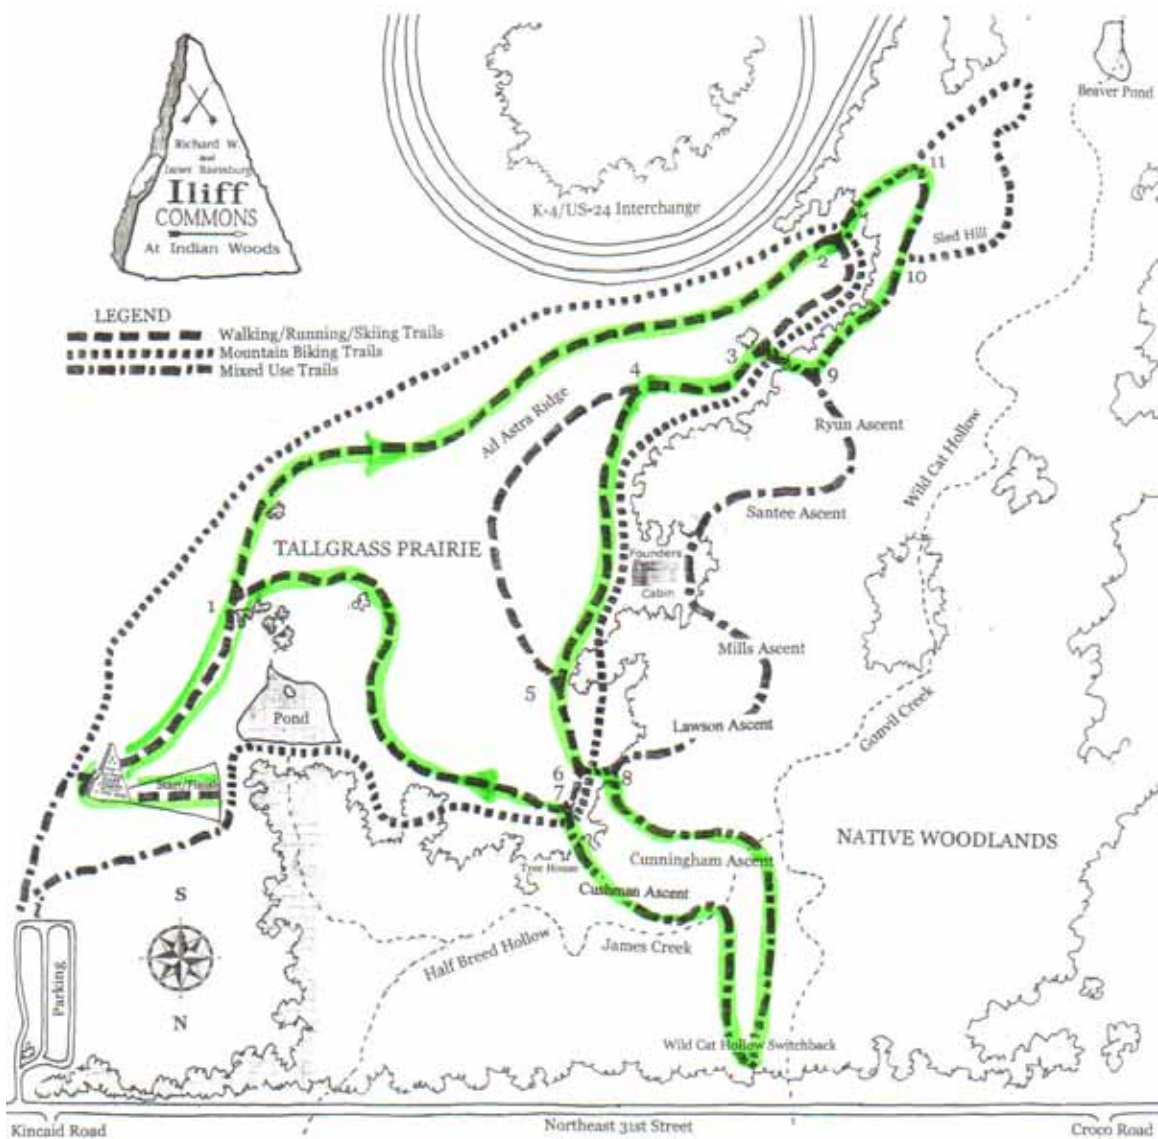 Richard W.
and
Iliff
COMMONS
At Indian Woods
K-4/US-24 Interchange
Beaver Pond
11
2
Sled Hill
10
LEGEND
Walking/Running/Skiing Trails
Mountain Biking Trails
Mixed Use Trails
3
4
9
Ad Astra Ridge
Ryun Ascent
Wild Cat Hollow
Santee Ascent
TALLGRASS PRAIRIE
Founders
Cabin
1
Mills Ascent
5
Pond
Lawson Ascent
Gonvil Creek
6
8
Start/Finish
7
NATIVE WOODLANDS
Cunningham Ascent
Tree House
Cushman Ascent
S
Half Breed Hollow
James Creek
N
Parking
Wild Cat Hollow Switchback
Kincaid Road
Northeast 31st Street
Croco Road